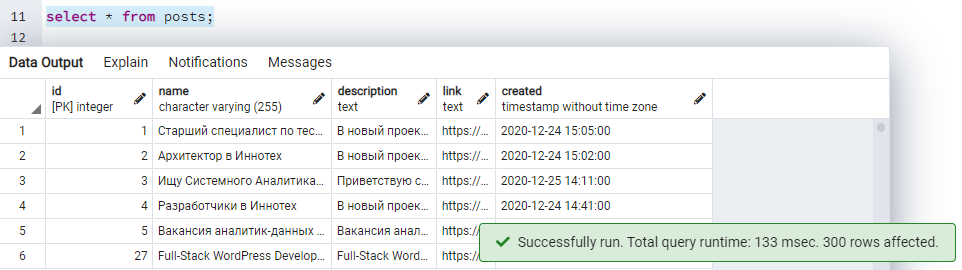 11 select * from posts;
12
Data Output Explain Notifications Messages
id name description link created
[PK] integer character varying (255) text text timestamp without time zone
1 1 Старший специалист по тес... В новый проек... https://... 2020-12-24 15:05:00
2 2 Архитектор в Иннотех В новый проек... https://... 2020-12-24 15:02:00
3 3 Ищу Системного Аналитика... Приветствую с... https://... 2020-12-25 14:11:00
4 4 Разработчики в Иннотех В новый проек... https://... 2020-12-24 14:41:00
5 5 Вакансия аналитик-данных ... Вакансия анал... https://...
6 27 Full-Stack WordPress Develop... Full-Stack Word... https://...
Successfully run. Total query runtime: 133 msec. 300 rows affected.